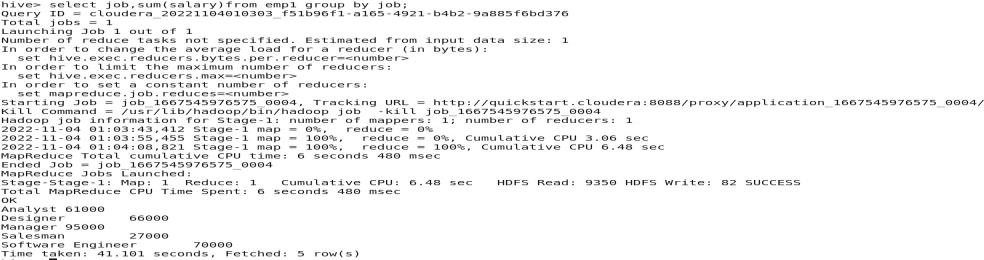 hive> select job,sum(salary)from emp1 group by job;
Query ID = cloudera_20221104010303_f51b96f1-a165-4921-b4b2-9a885f6bd376
Total jobs = 1
Launching Job 1 out of 1
Number of reduce tasks not specified. Estimated from input data size: 1
In order to change the average load for a reducer (in bytes):
  set hive.exec.reducers.bytes.per.reducer=<number>
In order to limit the maximum number of reducers:
  set hive.exec.reducers.max=<number>
In order to set a constant number of reducers:
  set mapreduce.job.reduces=<number>
Starting Job = job_1667545976575_0004, Tracking URL = http://quickstart.cloudera:8088/proxy/application_1667545976575_0004/
Kill Command = /usr/lib/hadoop/bin/hadoop job  -kill job_1667545976575_0004
Hadoop job information for Stage-1: number of mappers: 1; number of reducers: 1
2022-11-04 01:03:43,412 Stage-1 map = 0%,  reduce = 0%
2022-11-04 01:03:55,455 Stage-1 map = 100%,  reduce = 0%, Cumulative CPU 3.06 sec
2022-11-04 01:04:08,821 Stage-1 map = 100%,  reduce = 100%, Cumulative CPU 6.48 sec
MapReduce Total cumulative CPU time: 6 seconds 480 msec
Ended Job = job_1667545976575_0004
MapReduce Jobs Launched:
Stage-Stage-1: Map: 1  Reduce: 1   Cumulative CPU: 6.48 sec   HDFS Read: 9350 HDFS Write: 82 SUCCESS
Total MapReduce CPU Time Spent: 6 seconds 480 msec
OK
Analyst 61000
Designer        66000
Manager 95000
Salesman        27000
Software Engineer       70000
Time taken: 41.101 seconds, Fetched: 5 row(s)